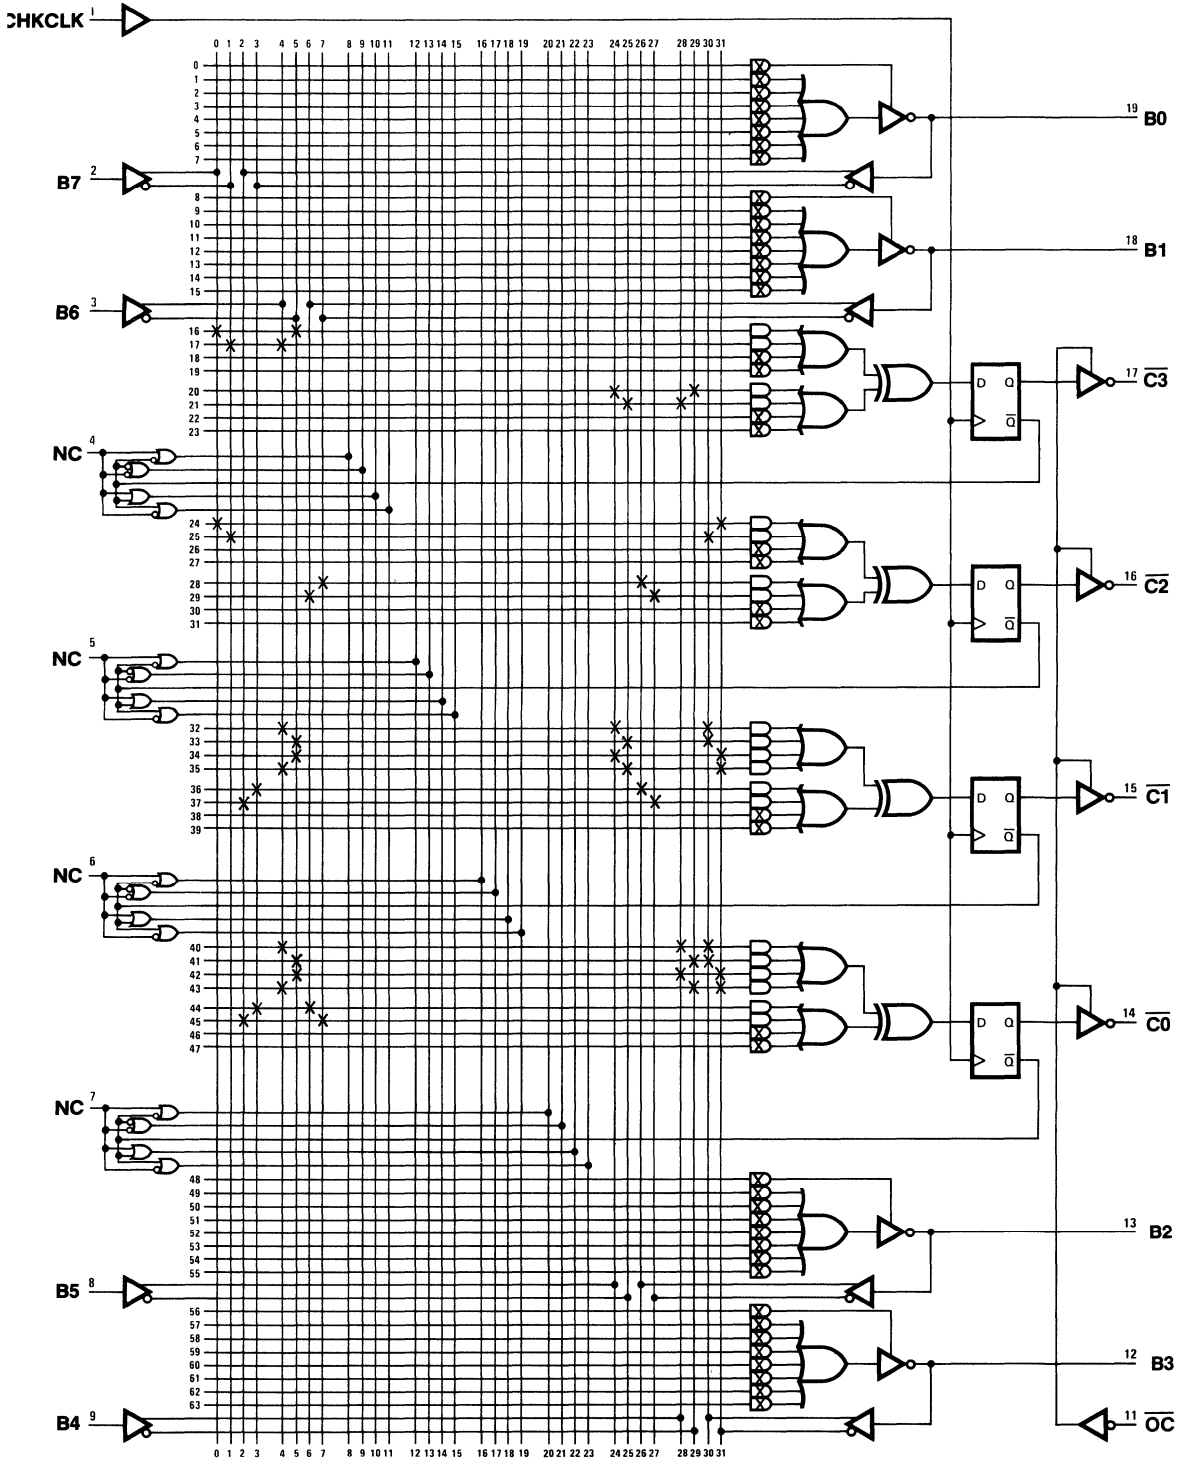 CHKCLK 1
0 1 2 3 4 5 6 7 8 9 10 11 12 13 14 15 16 17 18 19 20 21 22 23 24 25 26 27 28 29 30 31
0
1
2
3
4
5
6
7
19 B0
B7 2
8
9
10
11
12
13
14
15
18 B1
B6 3
16
17
18
19
20
21
22
23
D Q
Q̅
17 C̅3̅
NC 4
24
25
26
27
28
29
30
31
D Q
Q̅
16 C̅2̅
NC 5
32
33
34
35
36
37
38
39
D Q
Q̅
15 C̅1̅
NC 6
40
41
42
43
44
45
46
47
D Q
Q̅
14 C̅0̅
NC 7
48
49
50
51
52
53
54
55
13 B2
B5 8
56
57
58
59
60
61
62
63
12 B3
B4 9
11 O̅C̅
0 1 2 3 4 5 6 7 8 9 10 11 12 13 14 15 16 17 18 19 20 21 22 23 24 25 26 27 28 29 30 31